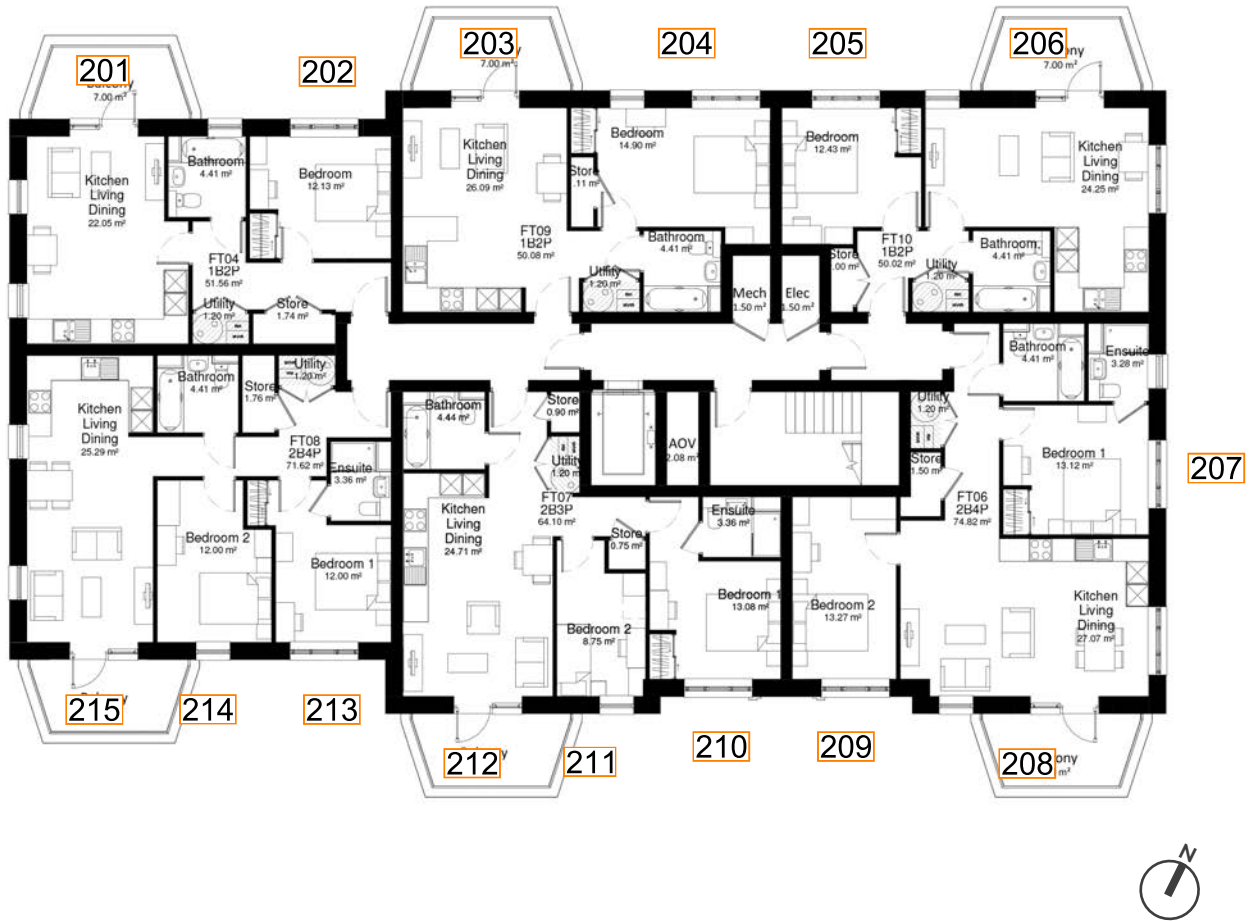 201
202
203
204
205
206
7.00 m²
7.00 m²
7.00 m²
Kitchen
Living
Dining
22.05 m²
Bathroom
4.41 m²
Bedroom
12.13 m²
FT04
1B2P
51.56 m²
Utility
1.20 m²
Store
1.74 m²
Kitchen
Living
Dining
26.09 m²
FT09
1B2P
50.08 m²
Bedroom
14.90 m²
Store
Bathroom
4.41 m²
Utility
1.20 m²
Mech
1.50 m²
Elec
1.50 m²
Bedroom
12.43 m²
FT10
1B2P
50.02 m²
Store
Bathroom
4.41 m²
Utility
1.20 m²
Kitchen
Living
Dining
24.25 m²
Kitchen
Living
Dining
25.29 m²
Bathroom
4.41 m²
Store
1.76 m²
Utility
1.20 m²
FT08
2B4P
71.62 m²
Ensuite
3.36 m²
Bedroom 2
12.00 m²
Bedroom 1
12.00 m²
Bathroom
4.44 m²
Store
0.90 m²
Utility
1.20 m²
FT07
2B3P
64.10 m²
Kitchen
Living
Dining
24.71 m²
Store
0.75 m²
Bedroom 2
8.75 m²
Ensuite
3.36 m²
Bedroom 1
13.08 m²
AOV
2.08 m²
Bathroom
4.41 m²
Ensuite
3.28 m²
Utility
1.20 m²
Store
1.50 m²
FT06
2B4P
74.82 m²
Bedroom 1
13.12 m²
Bedroom 2
13.27 m²
Kitchen
Living
Dining
27.07 m²
207
215
214
213
212
211
210
209
208
m²
N